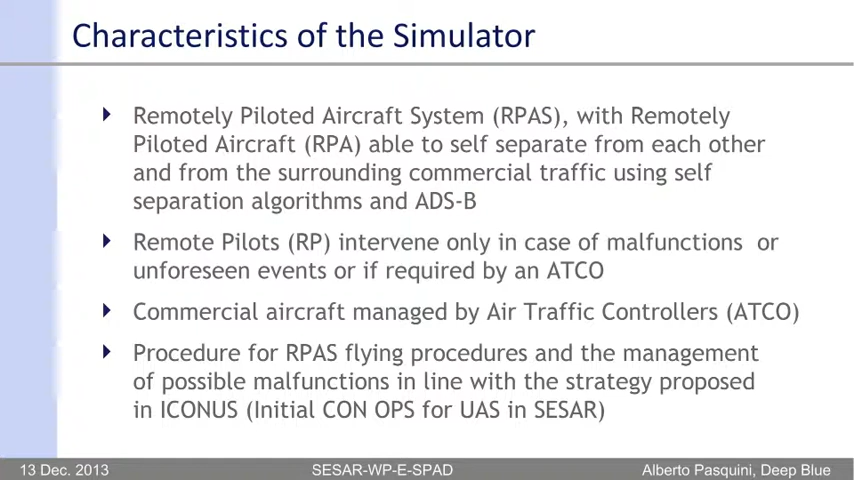 Characteristics of the Simulator
Remotely Piloted Aircraft System (RPAS), with Remotely
Piloted Aircraft (RPA) able to self separate from each other
and from the surrounding commercial traffic using self
separation algorithms and ADS-B
Remote Pilots (RP) intervene only in case of malfunctions or
unforeseen events or if required by an ATCO
Commercial aircraft managed by Air Traffic Controllers (ATCO)
Procedure for RPAS flying procedures and the management
of possible malfunctions in line with the strategy proposed
in ICONUS (Initial CON OPS for UAS in SESAR)
13 Dec. 2013
SESAR-WP-E-SPAD
Alberto Pasquini, Deep Blue